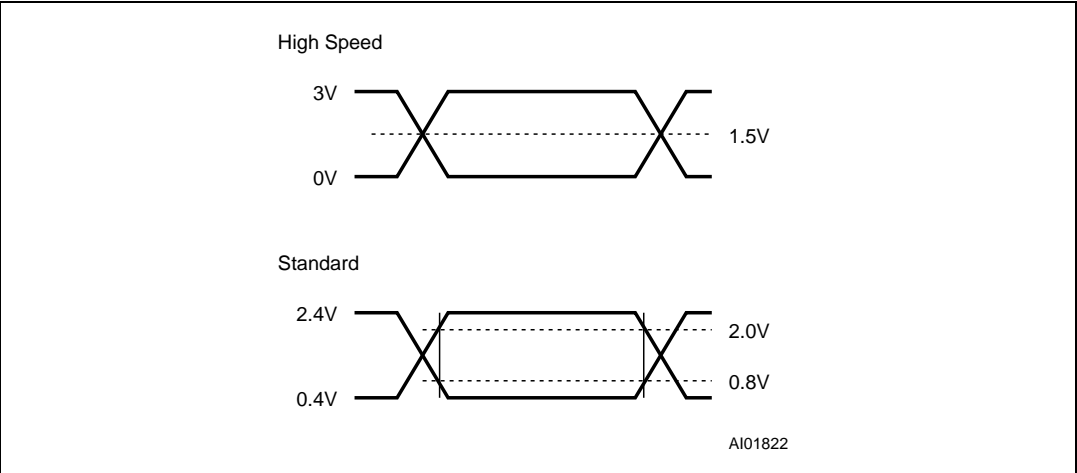 High Speed
3V
1.5V
0V
Standard
2.4V
2.0V
0.8V
0.4V
AI01822